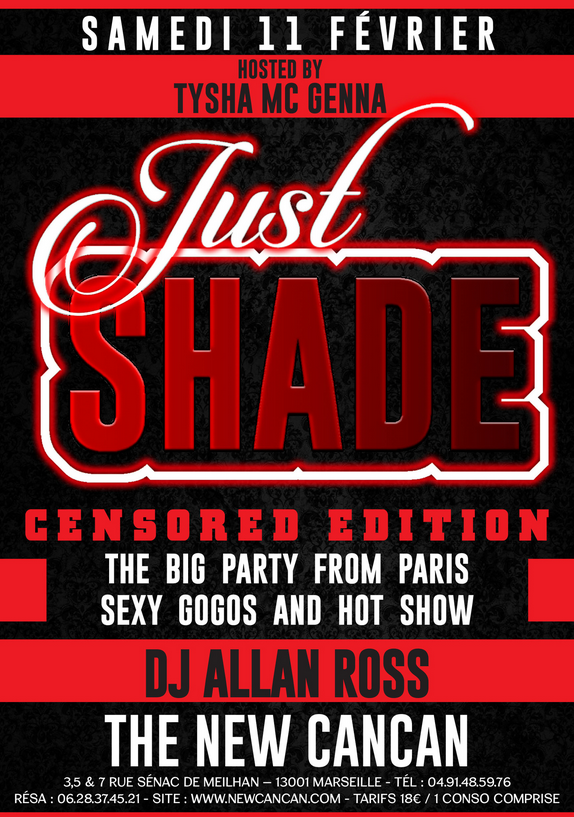 SAMEDI 11 FÉVRIER
HOSTED BY
TYSHA MC GENNA
Just
SHADE
CENSORED EDITION
THE BIG PARTY FROM PARIS
SEXY GOGOS AND HOT SHOW
DJ ALLAN ROSS
THE NEW CANCAN
3,5 & 7 RUE SÉNAC DE MEILHAN – 13001 MARSEILLE - TÉL : 04.91.48.59.76
RÉSA : 06.28.37.45.21 - SITE : WWW.NEWCANCAN.COM - TARIFS 18€ / 1 CONSO COMPRISE